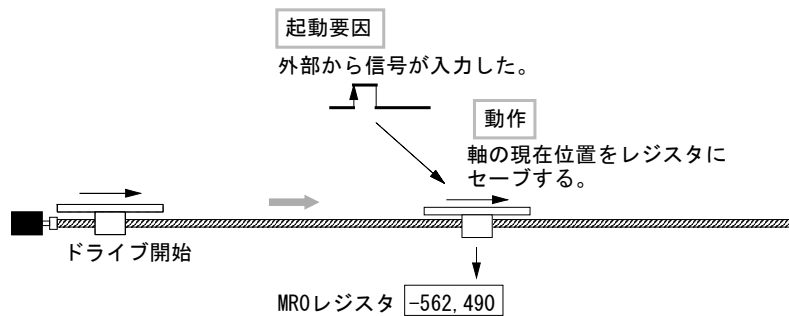 起動要因
外部から信号が入力した。
動作
軸の現在位置をレジスタに
セーブする。
ドライブ開始
MR0レジスタ -562,490